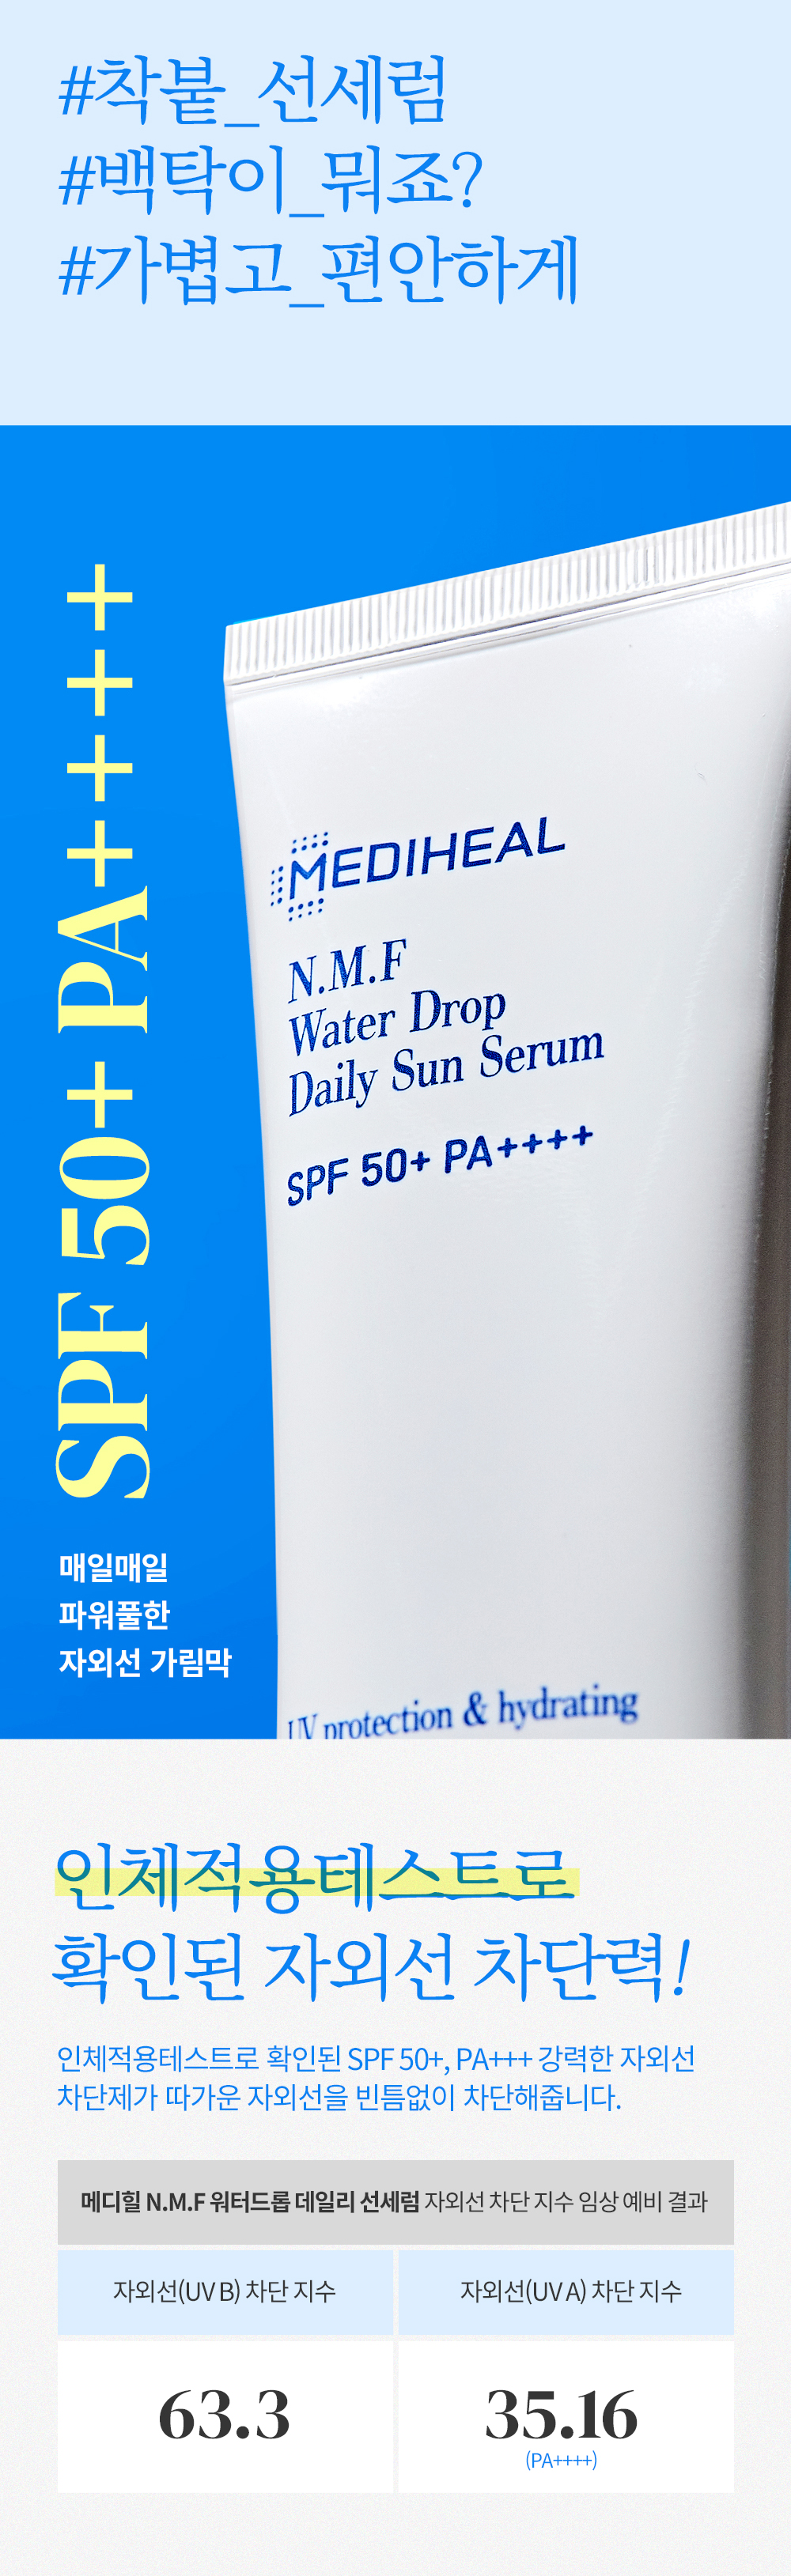 #착붙_선세럼
#백탁이_뭐죠?
#가볍고_편안하게
SPF 50+ PA++++
매일매일
파워풀한
자외선 가림막
MEDIHEAL
N.M.F
Water Drop
Daily Sun Serum
SPF 50+ PA++++
UV protection & hydrating
인체적용테스트로
확인된 자외선 차단력!
인체적용테스트로 확인된 SPF 50+, PA+++ 강력한 자외선
차단제가 따가운 자외선을 빈틈없이 차단해줍니다.
메디힐 N.M.F 워터드롭 데일리 선세럼 자외선 차단 지수 임상 예비 결과
자외선(UV B) 차단 지수
자외선(UV A) 차단 지수
63.3
35.16
(PA++++)